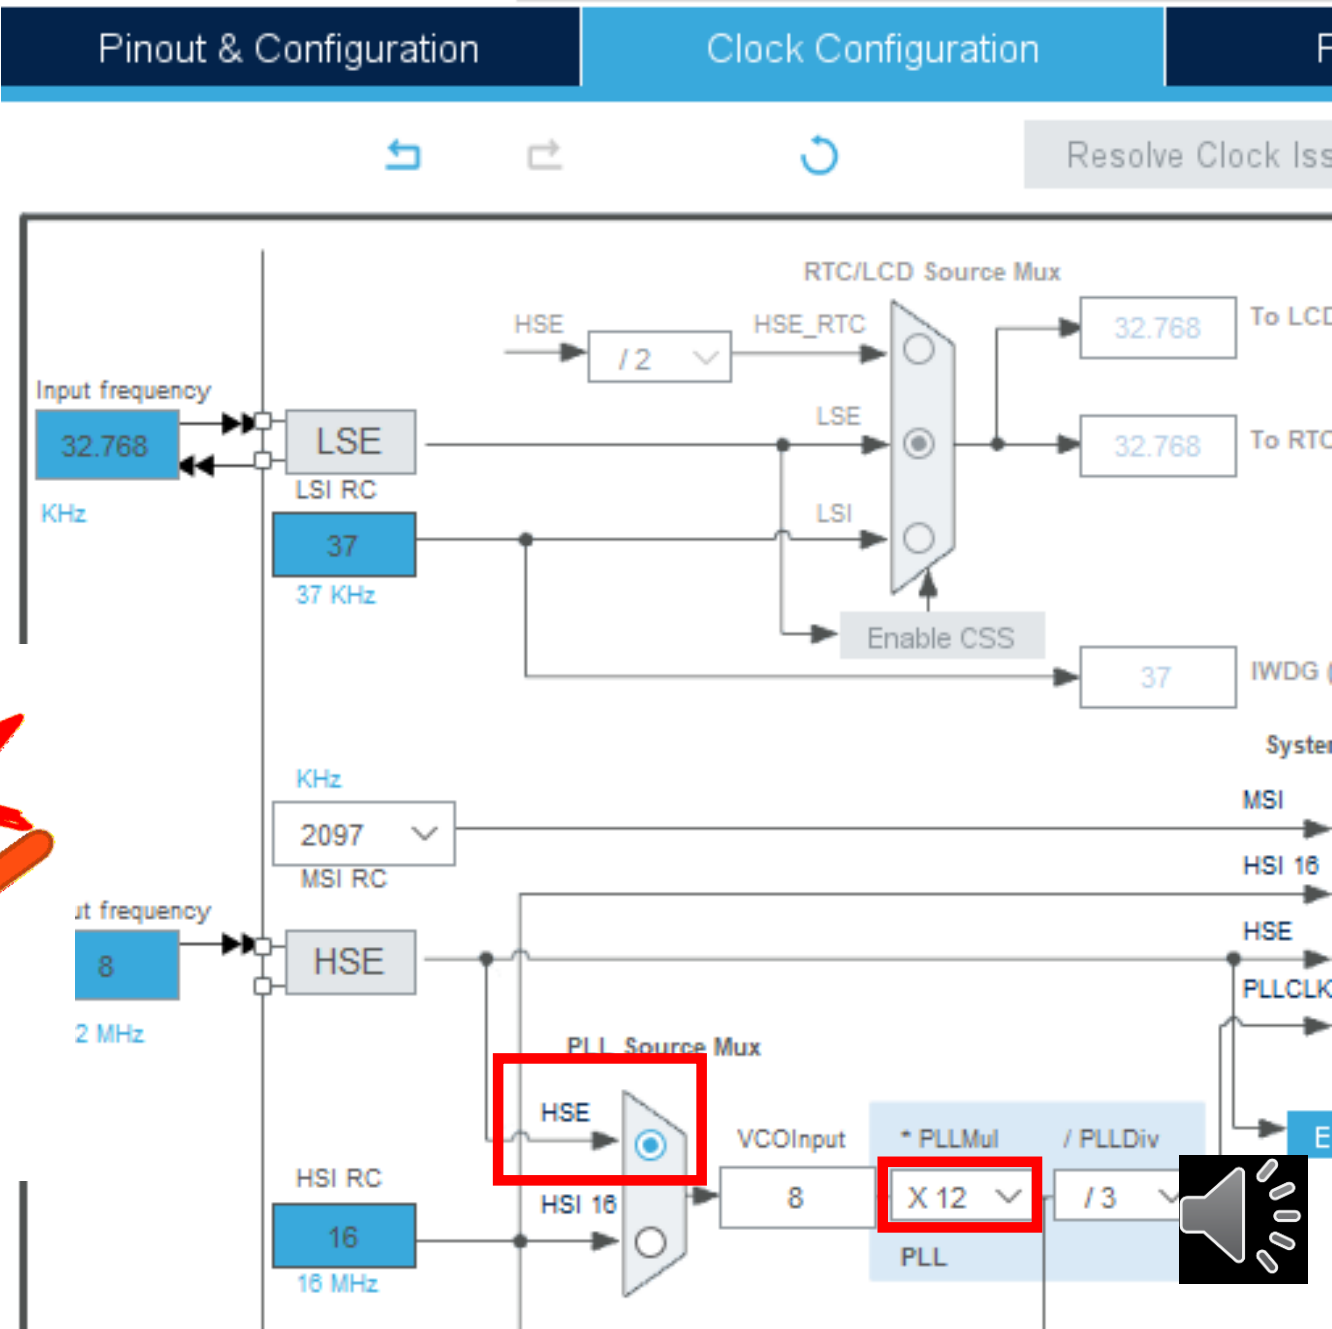 Pinout & Configuration
Clock Configuration
Resolve Clock Iss
RTC/LCD Source Mux
HSE
HSE_RTC
/ 2
32.768
To LCD
Input frequency
32.768
LSE
LSE
32.768
To RTC
KHz
LSI RC
37
LSI
37 KHz
Enable CSS
37
IWDG (
System
KHz
MSI
2097
MSI RC
HSI 16
ut frequency
HSE
8
HSE
PLLCLK
2 MHz
PLL Source Mux
HSE
VCOInput
* PLLMul
/ PLLDiv
HSI RC
HSI 16
8
X 12
/ 3
16
PLL
16 MHz